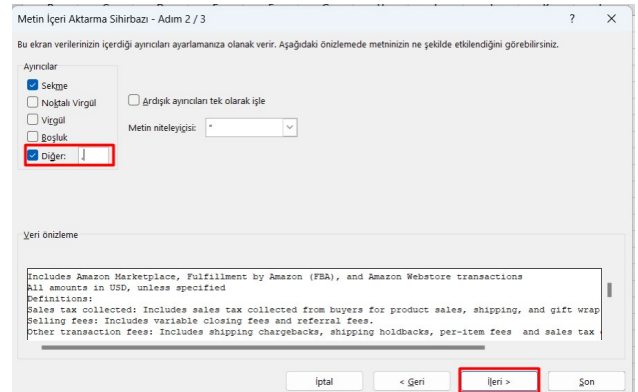 Metin İçeri Aktarma Sihirbazı - Adım 2 / 3 ? X
Bu ekran verilerinizin içerdiği ayırıcıları ayarlamanıza olanak verir. Aşağıdaki önizlemede metninizin ne şekilde etkilendiğini görebilirsiniz.
Ayırıcılar
Sekme
Noktalı Virgül
Virgül
Boşluk
Diğer: ,
Ardışık ayırıcıları tek olarak işle
Metin niteleyicisi: "
Veri önizleme
Includes Amazon Marketplace, Fulfillment by Amazon (FBA), and Amazon Webstore transactions
All amounts in USD, unless specified
Definitions:
Sales tax collected: Includes sales tax collected from buyers for product sales, shipping, and gift wrap
Selling fees: Includes variable closing fees and referral fees.
Other transaction fees: Includes shipping chargebacks, shipping holdbacks, per-item fees and sales tax
İptal < Geri İleri > Son